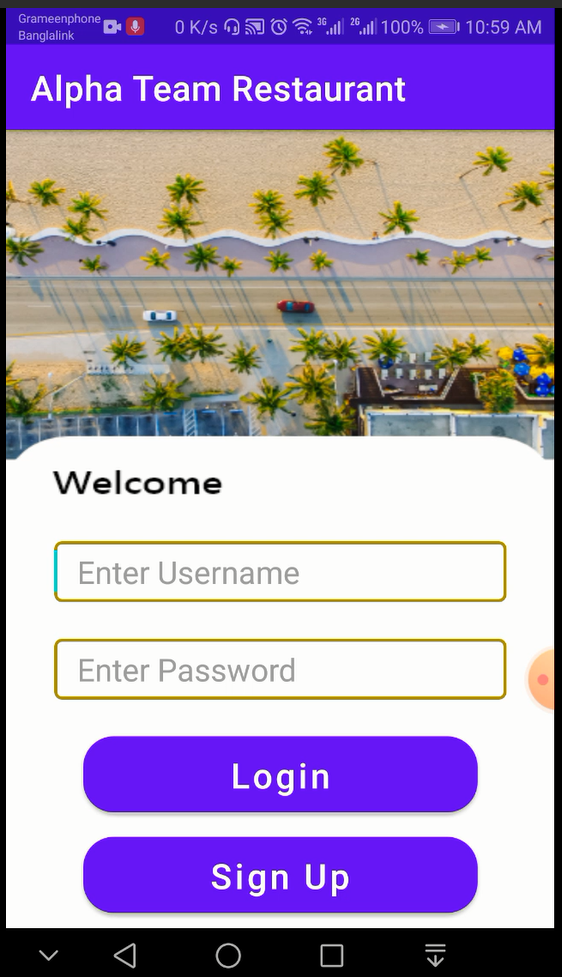 Grameenphone
Banglalink
0 K/s 3G 2G 100% 10:59 AM
Alpha Team Restaurant
Welcome
Enter Username
Enter Password
Login
Sign Up